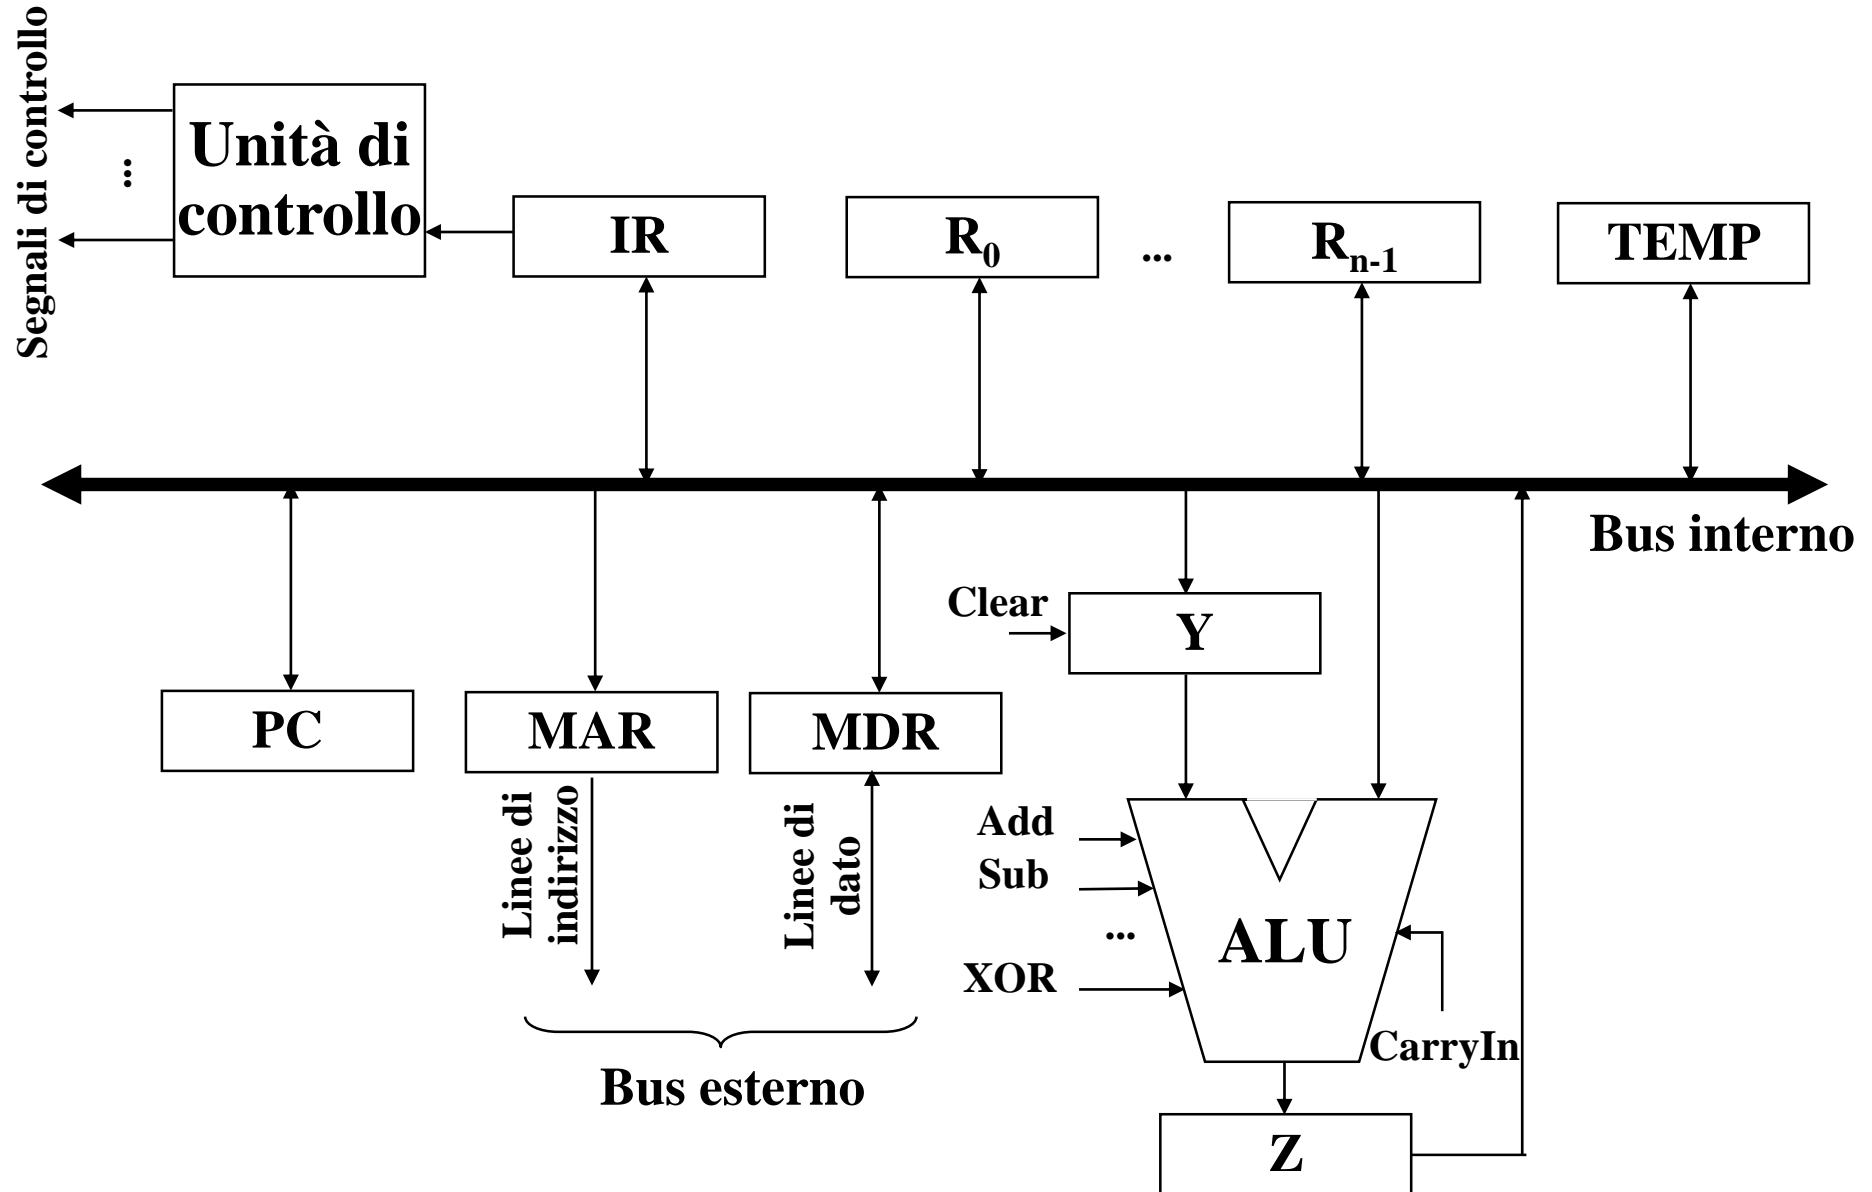 Segnali di controllo
...
Unità di
controllo
IR
R0
...
Rn-1
TEMP
Bus interno
Clear
Y
PC
MAR
MDR
Linee di
indirizzo
Linee di
dato
Add
Sub
...
XOR
ALU
CarryIn
Bus esterno
Z